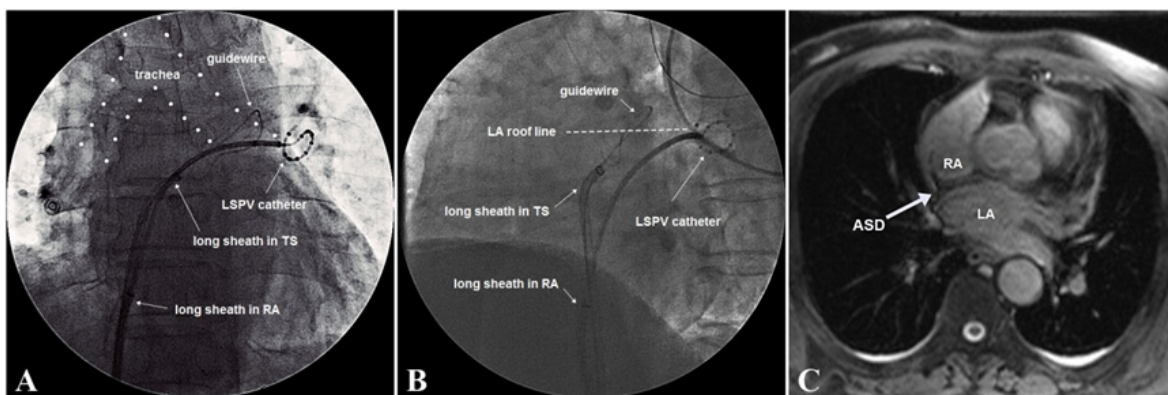 guidewire
trachea
LSPV catheter
long sheath in TS
long sheath in RA
A
guidewire
LA roof line
long sheath in TS
LSPV catheter
long sheath in RA
B
RA
ASD
LA
C